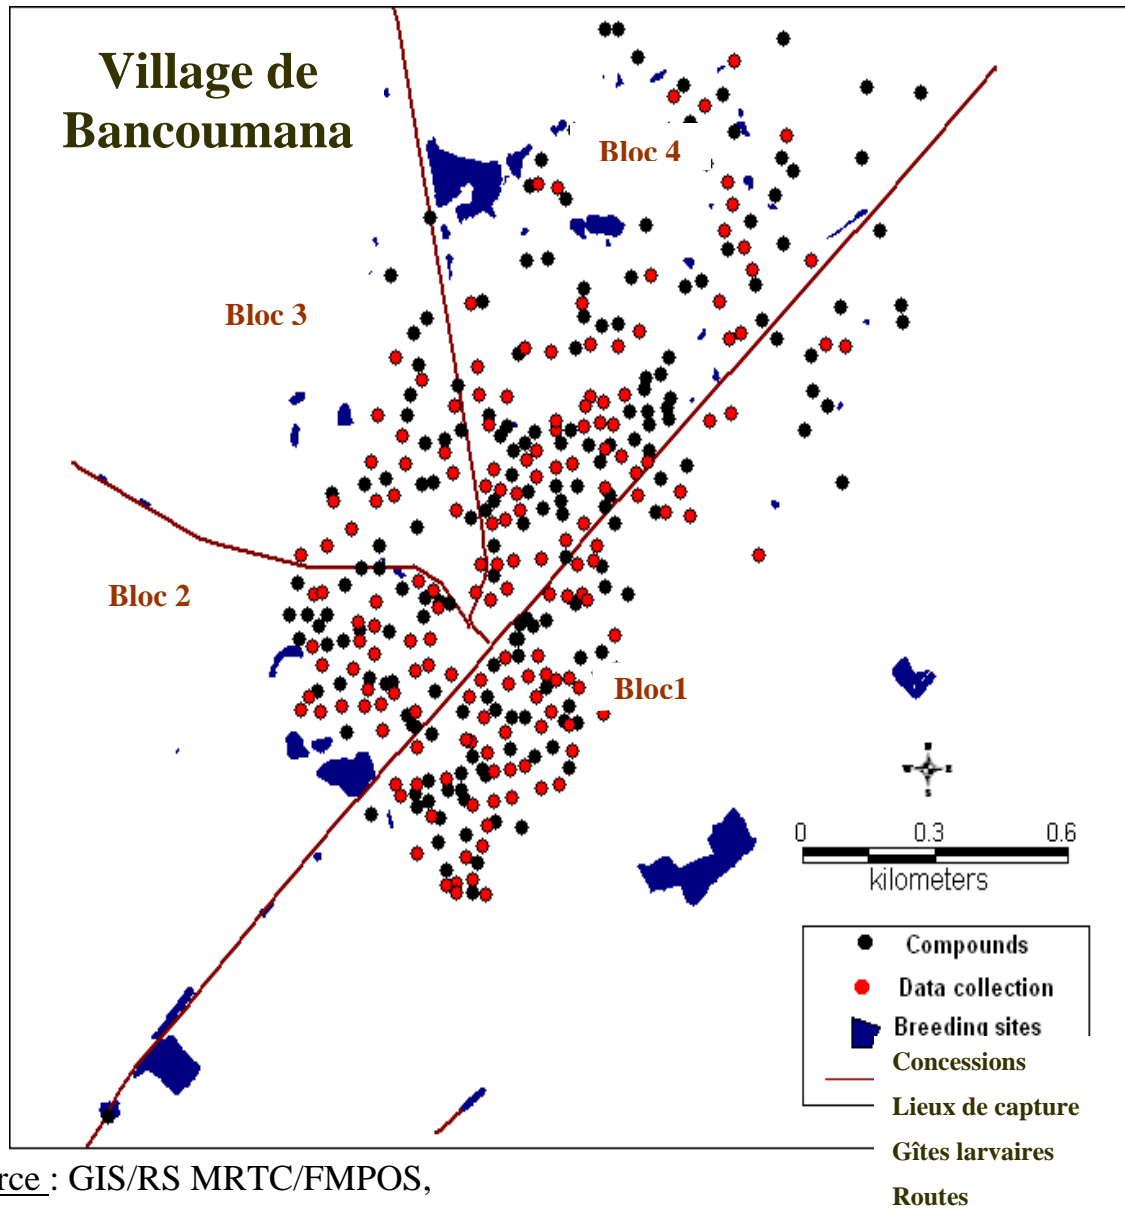 Village de
Bancoumana
Bloc 4
Bloc 3
Bloc 2
Bloc1
S
0 0.3 0.6
kilometers
Compounds
Data collection
Breeding sites
Concessions
Lieux de capture
Gîtes larvaires
Routes
rce : GIS/RS MRTC/FMPOS,